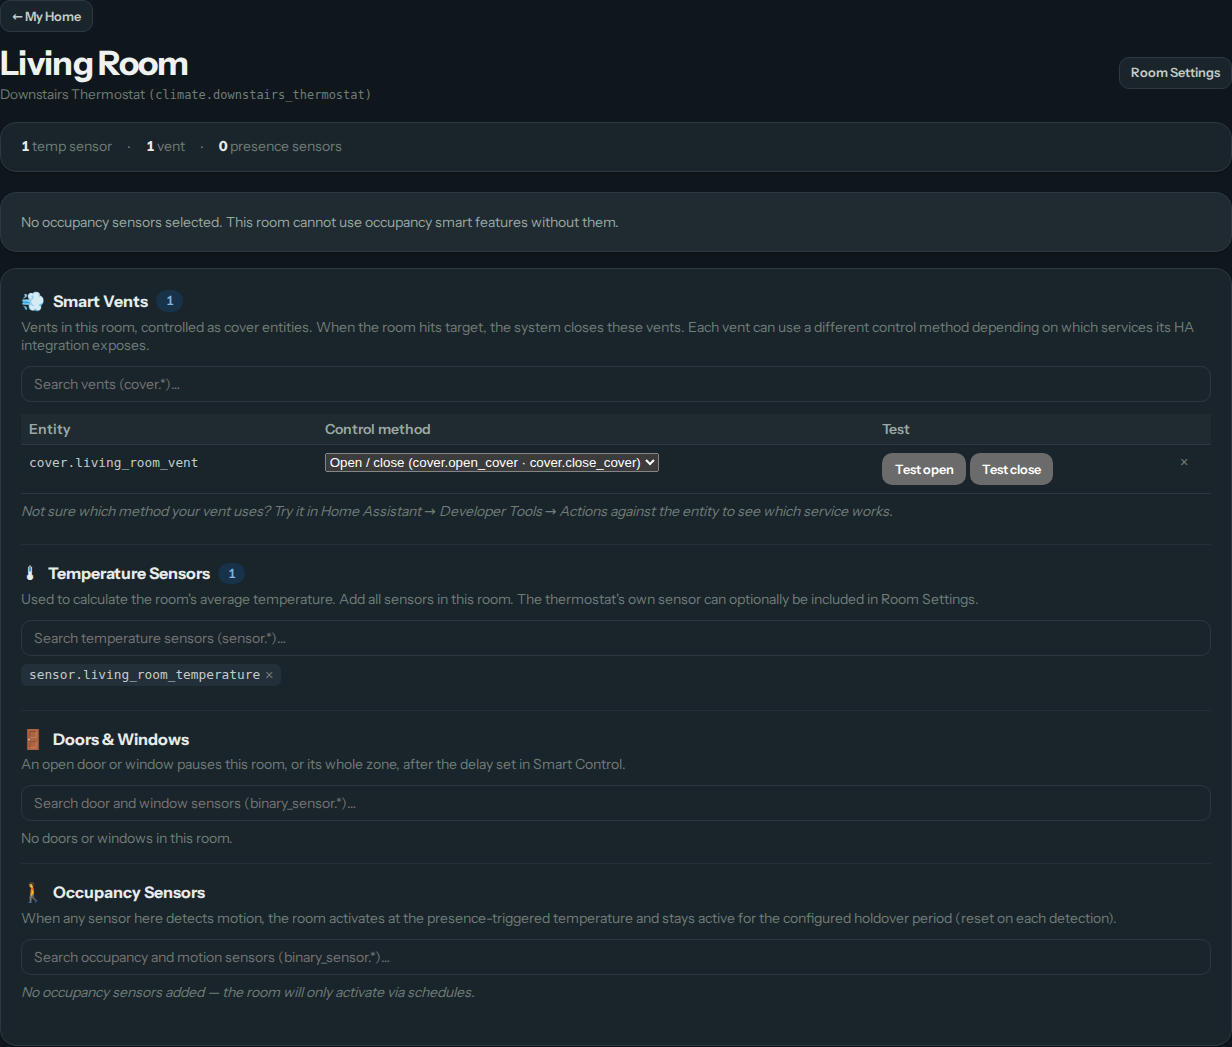 ← My Home
Living Room
Room Settings
Downstairs Thermostat (climate.downstairs_thermostat)
1 temp sensor · 1 vent · 0 presence sensors
No occupancy sensors selected. This room cannot use occupancy smart features without them.
Smart Vents 1
Vents in this room, controlled as cover entities. When the room hits target, the system closes these vents. Each vent can use a different control method depending on which services its HA
integration exposes.
Search vents (cover.*)...
Entity Control method Test
cover.living_room_vent Open / close (cover.open_cover · cover.close_cover) Test open Test close ×
Not sure which method your vent uses? Try it in Home Assistant → Developer Tools → Actions against the entity to see which service works.
Temperature Sensors 1
Used to calculate the room's average temperature. Add all sensors in this room. The thermostat's own sensor can optionally be included in Room Settings.
Search temperature sensors (sensor.*)...
sensor.living_room_temperature ×
Doors & Windows
An open door or window pauses this room, or its whole zone, after the delay set in Smart Control.
Search door and window sensors (binary_sensor.*)...
No doors or windows in this room.
Occupancy Sensors
When any sensor here detects motion, the room activates at the presence-triggered temperature and stays active for the configured holdover period (reset on each detection).
Search occupancy and motion sensors (binary_sensor.*)...
No occupancy sensors added — the room will only activate via schedules.